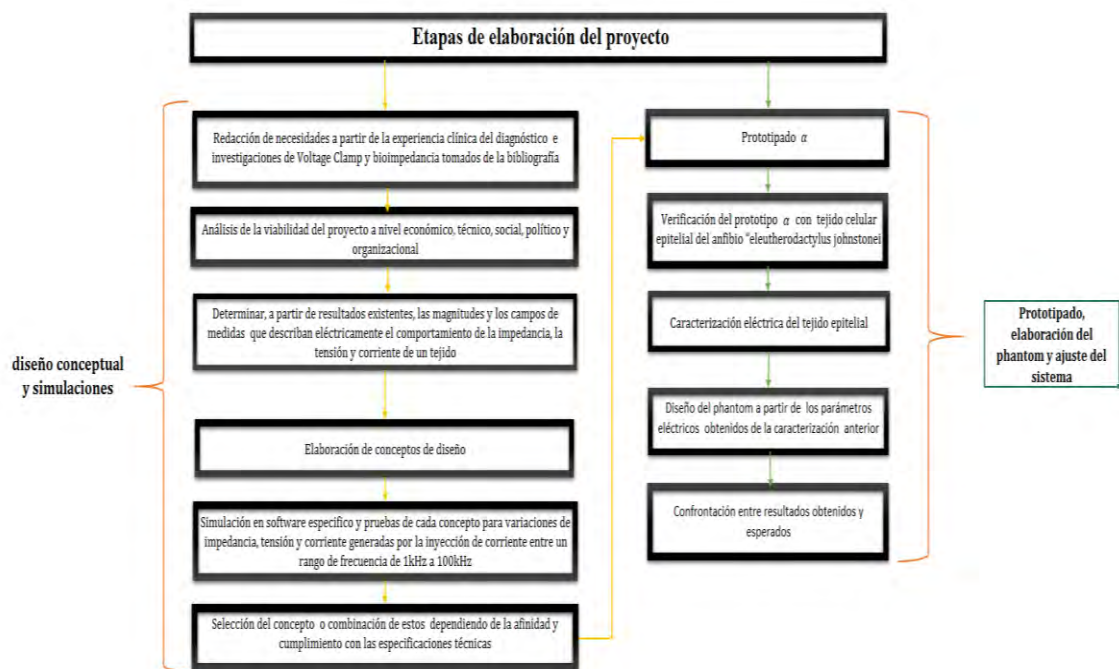 Etapas de elaboración del proyecto
Redacción de necesidades a partir de la experiencia clínica del diagnóstico e
investigaciones de Voltage Clamp y bioimpedancia tomados de la bibliografía
Análisis de la viabilidad del proyecto a nivel económico, técnico, social, político y
organizacional
Determinar, a partir de resultados existentes, las magnitudes y los campos de
medidas que describan eléctricamente el comportamiento de la impedancia, la
tensión y corriente de un tejido
diseño conceptual
y simulaciones
Elaboración de conceptos de diseño
Simulación en software especifico y pruebas de cada concepto para variaciones de
impedancia, tensión y corriente generadas por la inyección de corriente entre un
rango de frecuencia de 1kHz a 100kHz
Selección del concepto o combinación de estos dependiendo de la afinidad y
cumplimiento con las especificaciones técnicas
Prototipado α
Verificación del prototipo α con tejido celular
epitelial del anfibio "eleutherodactylus johnstonei
Caracterización eléctrica del tejido epitelial
Diseño del phantom a partir de los parámetros
eléctricos obtenidos de la caracterización anterior
Confrontación entre resultados obtenidos y
esperados
Prototipado,
elaboración del
phantom y ajuste del
sistema